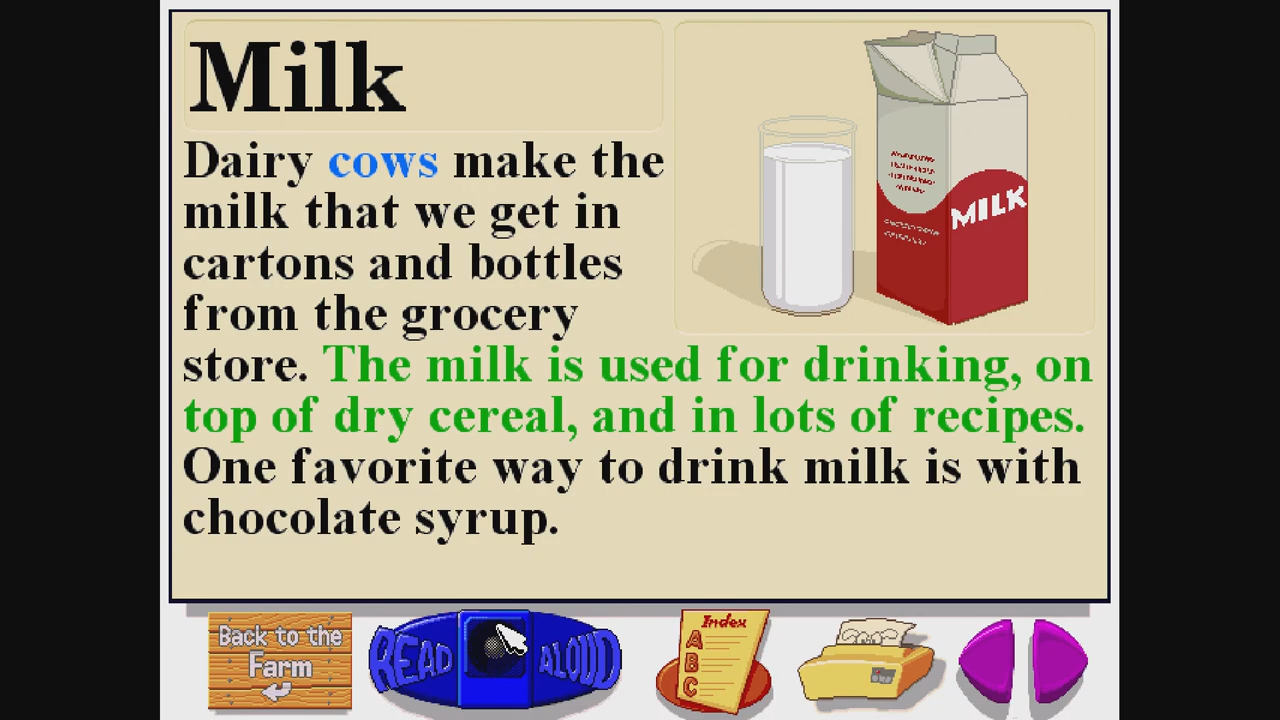 Milk
Dairy cows make the
milk that we get in
cartons and bottles
from the grocery
store. The milk is used for drinking, on
top of dry cereal, and in lots of recipes.
One favorite way to drink milk is with
chocolate syrup.
MILK
Back to the
Farm
READ ALOUD
Index
A
B
C